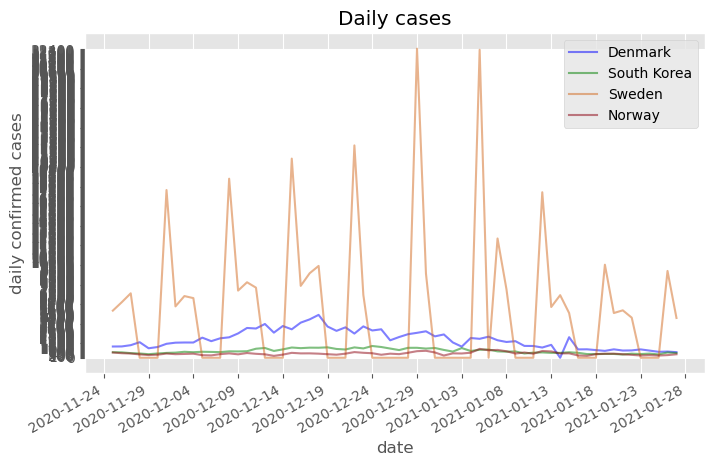 Daily cases
Denmark
South Korea
Sweden
Norway
daily confirmed cases
2020-11-24
2020-11-29
2020-12-04
2020-12-09
2020-12-14
2020-12-19
2020-12-24
2020-12-29
2021-01-03
2021-01-08
2021-01-13
2021-01-18
2021-01-23
2021-01-28
date